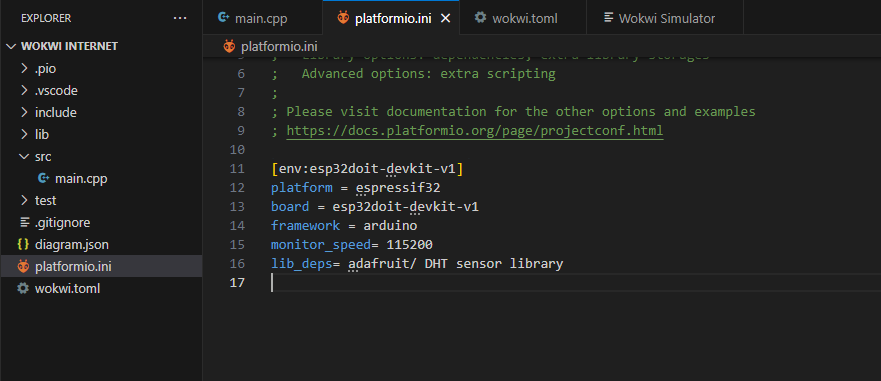 EXPLORER
...
WOKWI INTERNET
.pio
.vscode
include
lib
src
main.cpp
test
.gitignore
diagram.json
platformio.ini
wokwi.toml
main.cpp
platformio.ini
wokwi.toml
Wokwi Simulator
platformio.ini
5 ;   Library options: dependencies, extra library storages
6 ;   Advanced options: extra scripting
7 ;
8 ; Please visit documentation for the other options and examples
9 ; https://docs.platformio.org/page/projectconf.html
10
11 [env:esp32doit-devkit-v1]
12 platform = espressif32
13 board = esp32doit-devkit-v1
14 framework = arduino
15 monitor_speed= 115200
16 lib_deps= adafruit/ DHT sensor library
17